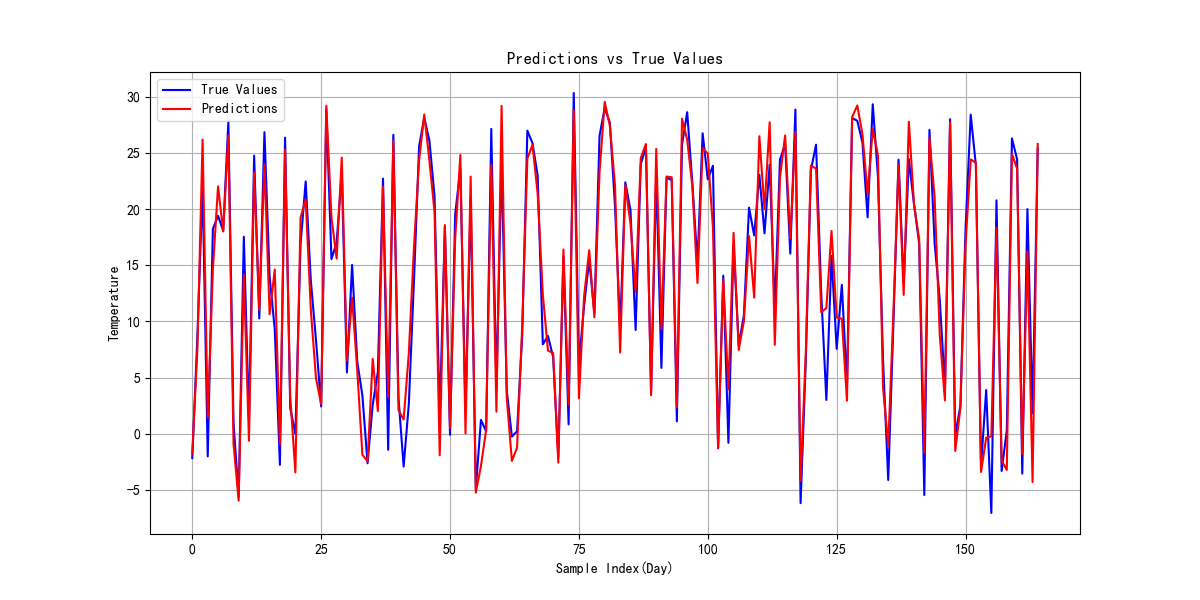 Predictions vs True Values
True Values
Predictions
30
25
20
15
10
5
0
−5
Temperature
0 25 50 75 100 125 150
Sample Index(Day)